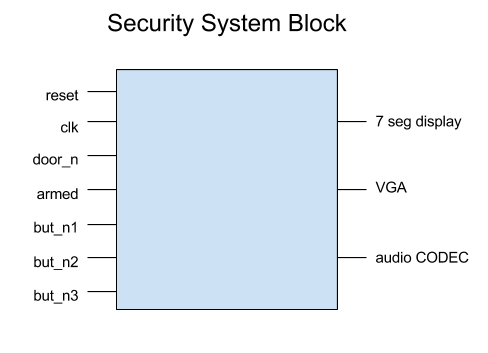 Security System Block
reset
clk
door_n
armed
but_n1
but_n2
but_n3
7 seg display
VGA
audio CODEC